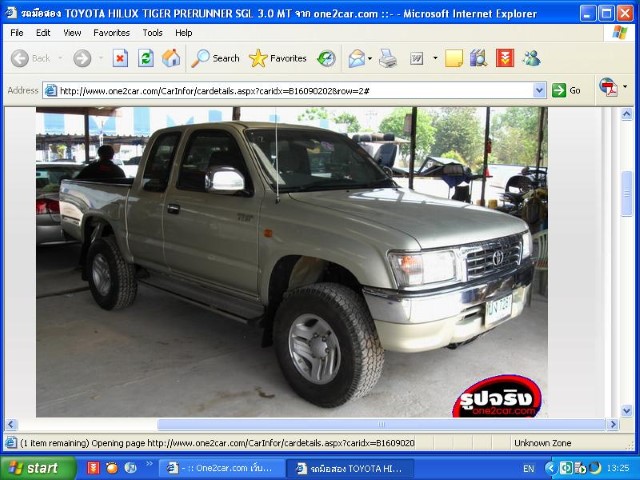 รถมือสอง TOYOTA HILUX TIGER PRERUNNER SGL 3.0 MT จาก one2car.com ::- - Microsoft Internet Explorer
File Edit View Favorites Tools Help
Back Search Favorites
Address http://www.one2car.com/CarInfor/cardetails.aspx?caridx=B16090202&row=2# Go
รูปจริง
one2car.com
(1 item remaining) Opening page http://www.one2car.com/CarInfor/cardetails.aspx?caridx=B1609020 Unknown Zone
start - :: One2car.com เว็บ... รถมือสอง TOYOTA HI... EN 13:25